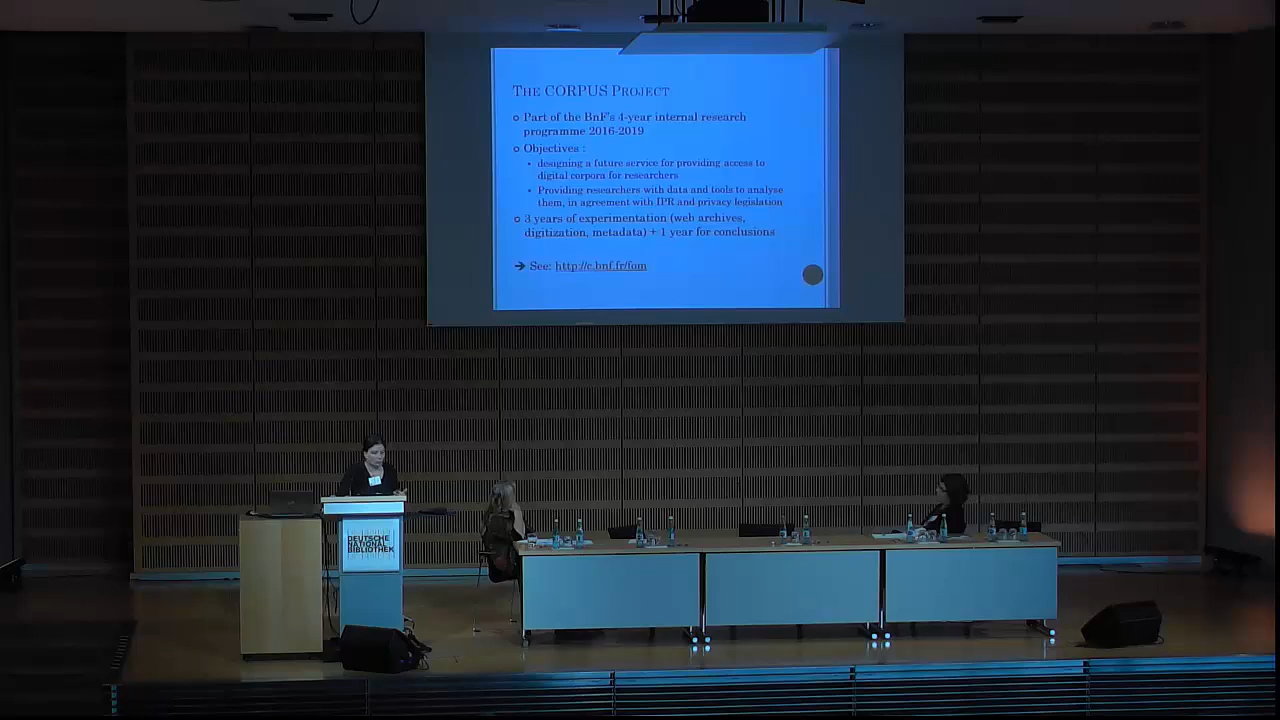 THE CORPUS PROJECT
Part of the BnF's 4-year internal research
programme 2016-2019
Objectives :
designing a future service for providing access to
digital corpora for researchers
Providing researchers with data and tools to analyse
them, in agreement with IPR and privacy legislation
3 years of experimentation (web archives,
digitization, metadata) + 1 year for conclusions
→ See: http://c.bnf.fr/fom
DEUTSCHE
NATIONAL
BIBLIOTHEK